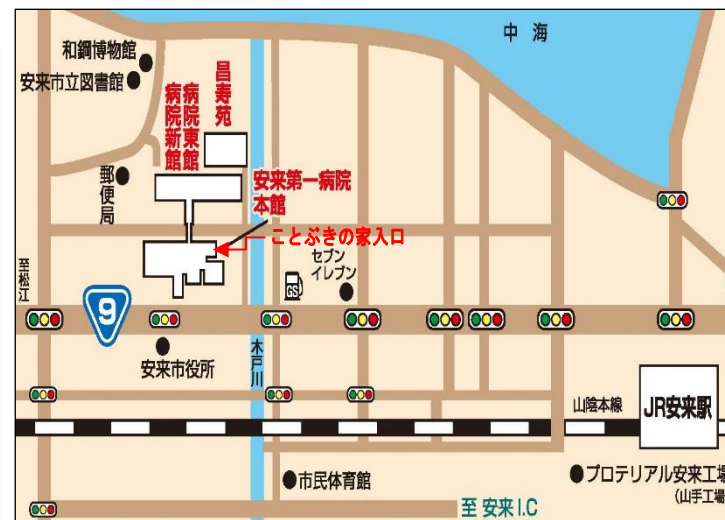 中 海
和鋼博物館
安来市立図書館
昌寿苑
病院東館
病院新館
郵便局
安来第一病院
本館
ことぶきの家入口
セブン
イレブン
GS
至松江
9
安来市役所
木戸川
山陰本線
JR安来駅
市民体育館
プロテリアル安来工場
(山手工場
至 安来I.C